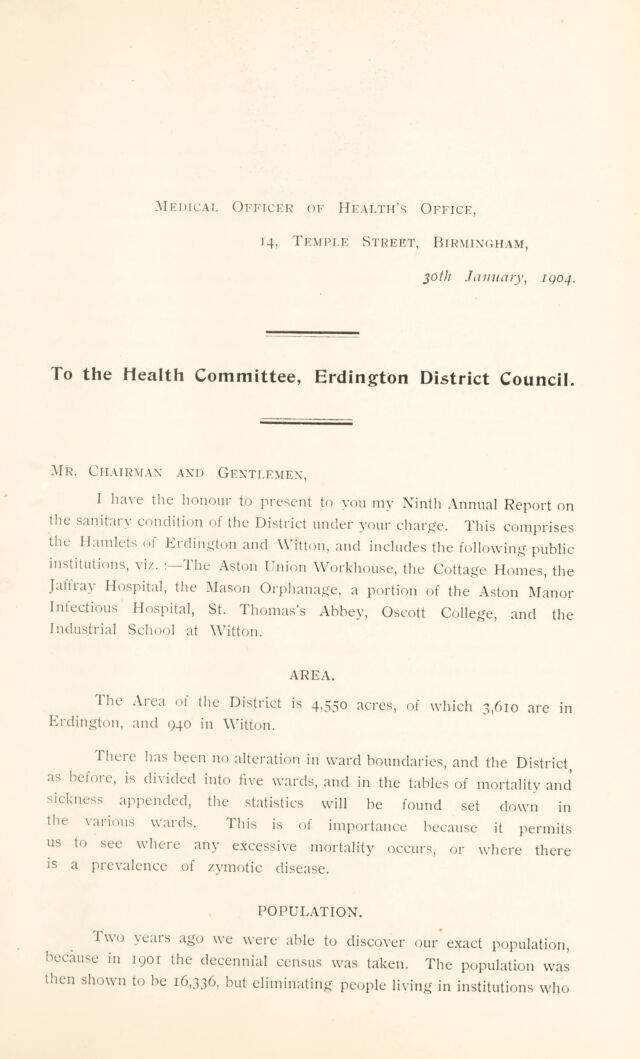 Medical Officer of Health's Office,
14, Temple Street, Birmingham,
30th January, 1904.
To the Health Committee, Erdington District Council.
Mr. Chairman and Gentlemen,
I have the honour to present to you my Ninth Annual Report on
the sanitary condition of the District under your charge. This comprises
the Hamlets of Erdington and Witton, and includes the following public
institutions, viz. :—The Aston Union Workhouse, the Cottage Homes, the
Jaffray Hospital, the Mason Orphanage, a portion of the Aston Manor
Infectious Hospital, St. Thomas's Abbey, Oscott College, and the
Industrial School at Witton.
AREA.
The Area of the District is 4,550 acres, of which 3,610 are in
Erdington, and 940 in Witton.
There has been no alteration in ward boundaries, and the District,
as before, is divided into five wards, and in the tables of mortality and
sickness appended, the statistics will be found set down in
the various wards. This is of importance because it permits
us to see where any excessive mortality occurs, or where there
is a prevalence of zymotic disease.
POPULATION.
Two years ago we were able to discover our exact population,
because in 1901 the decennial census was taken. The population was
then shown to be 16,336, but eliminating people living in institutions who